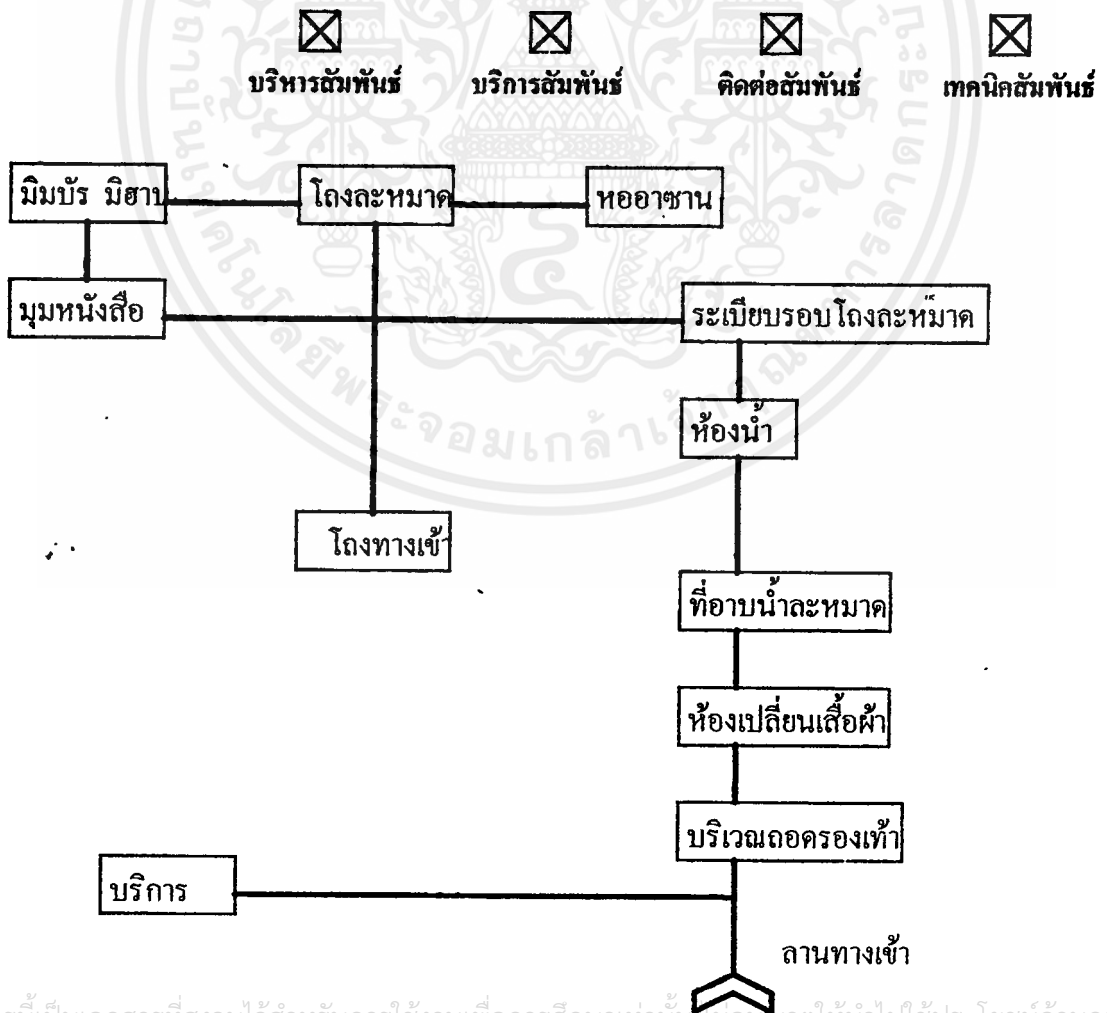 บริหารสัมพันธ์ บริการสัมพันธ์ ติดต่อสัมพันธ์ เทคนิคสัมพันธ์
มิมบัร มิฮาบ โถงละหมาด หออาซาน
มุมหนังสือ ระเบียบรอบโถงละหมาด
ห้องน้ำ
โถงทางเข้า
ที่อาบน้ำละหมาด
ห้องเปลี่ยนเสื้อผ้า
บริเวณถอดรองเท้า
บริการ
ลานทางเข้า